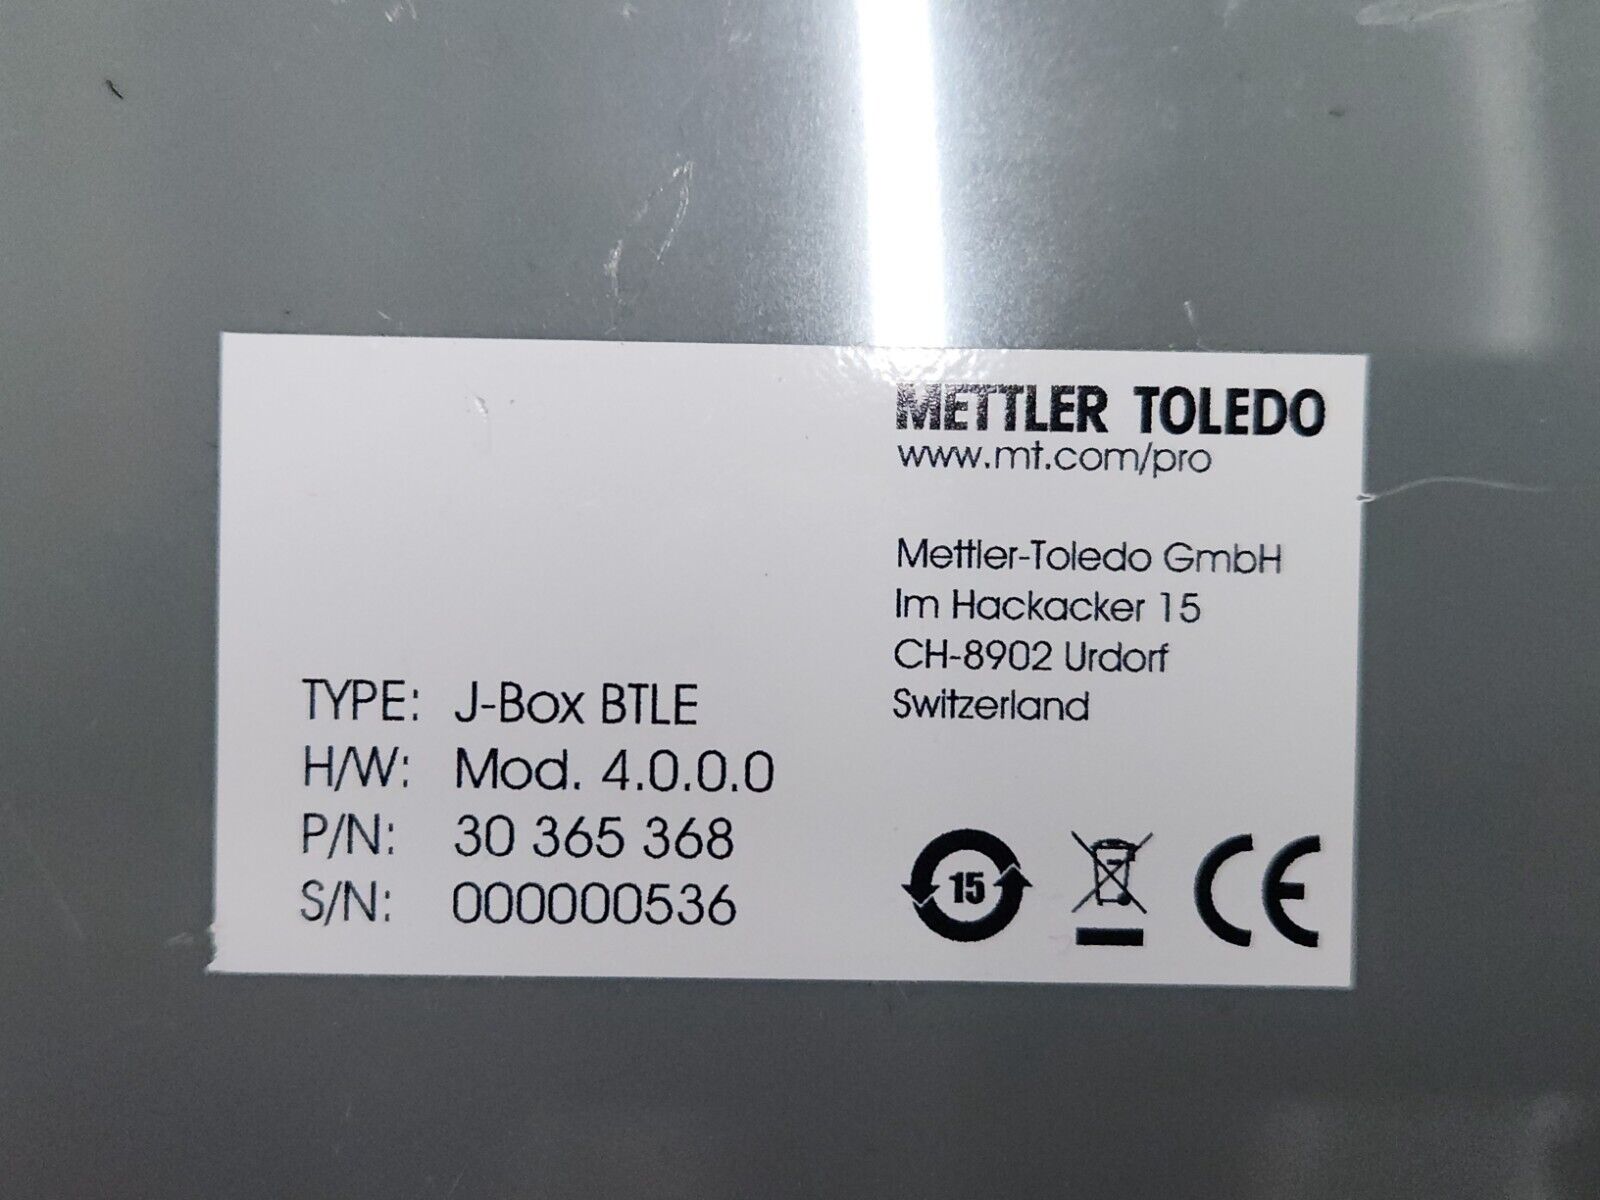 METTLER TOLEDO
www.mt.com/pro
Mettler-Toledo GmbH
Im Hackacker 15
CH-8902 Urdorf
Switzerland
TYPE: J-Box BTLE
H/W: Mod. 4.0.0.0
P/N: 30 365 368
S/N: 000000536
15
CE